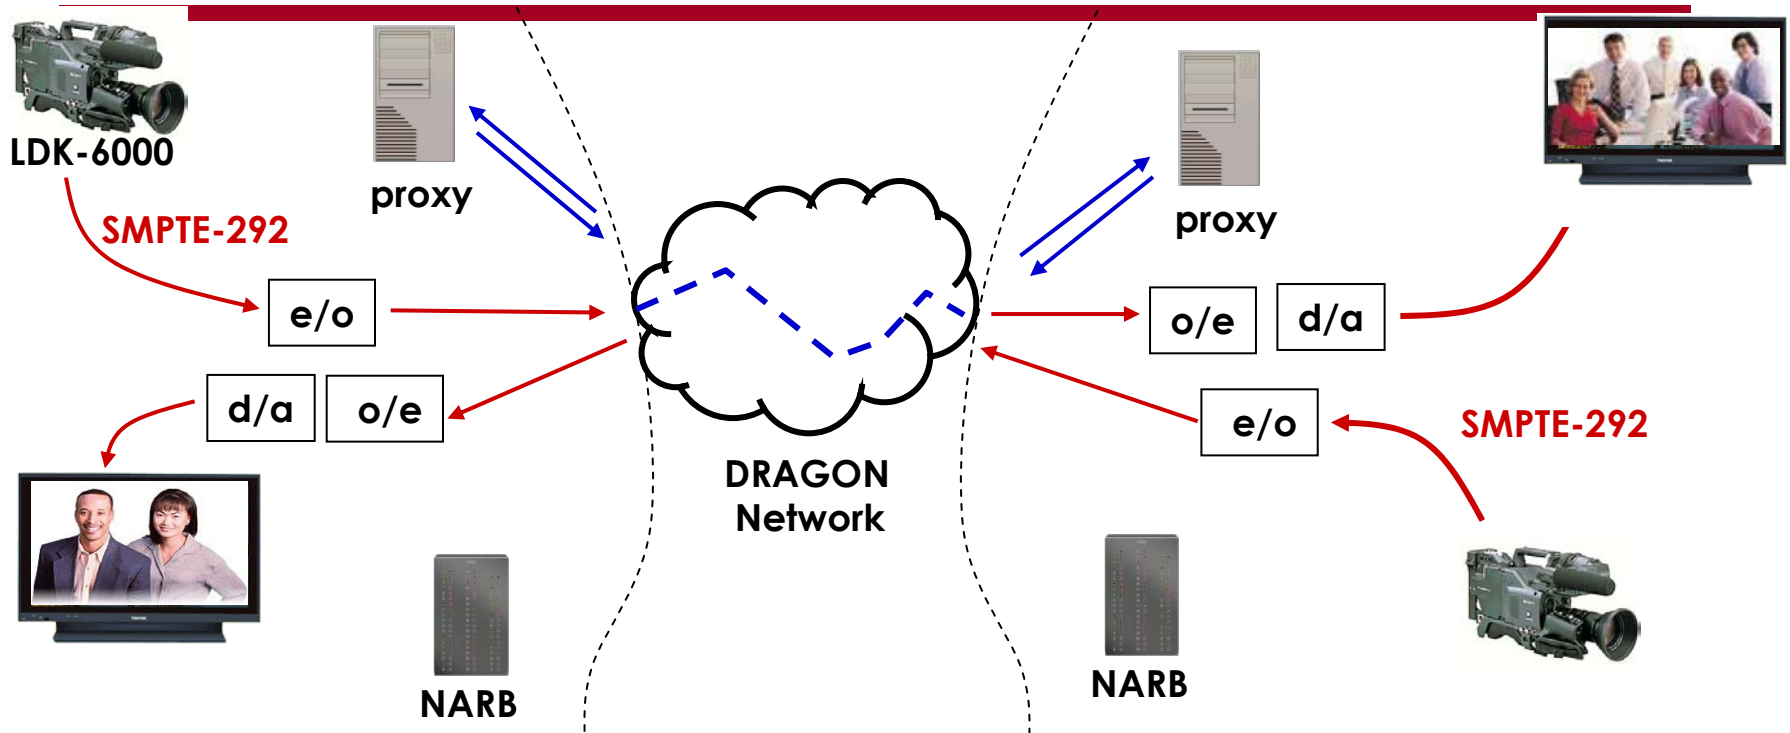 LDK-6000
proxy
proxy
SMPTE-292
e/o
o/e
d/a
d/a
o/e
e/o
SMPTE-292
DRAGON
Network
NARB
NARB